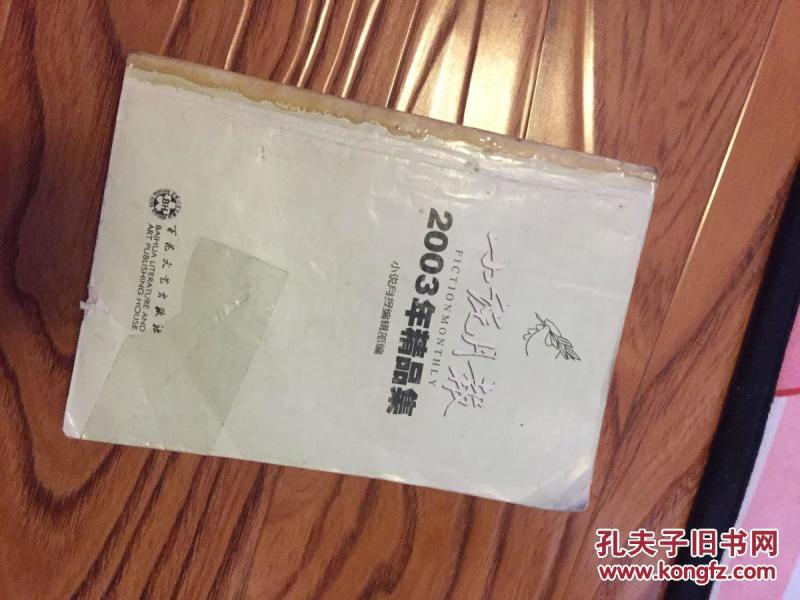 小说月报
FICTION MONTHLY
2003年精品集
小说月报编辑部编
BH
百花文艺出版社
BAIHUA LITERATURE AND
ART PUBLISHING HOUSE
孔夫子旧书网
www.kongfz.com